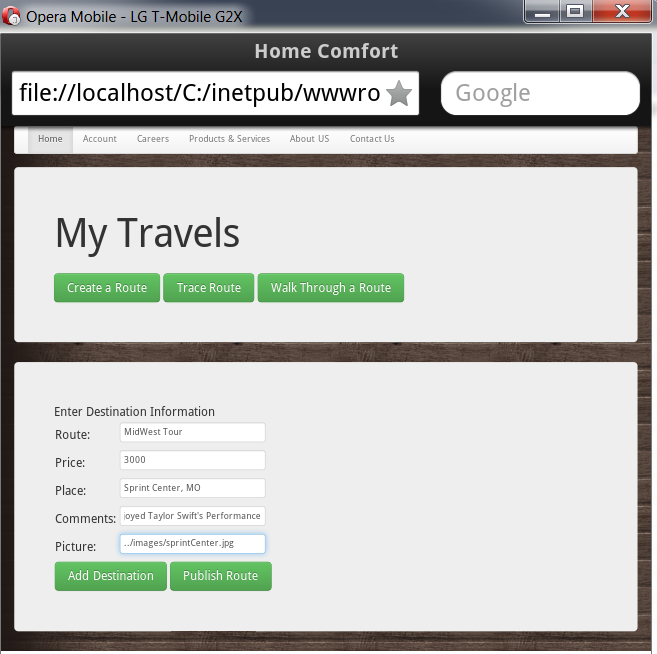 Opera Mobile - LG T-Mobile G2X
Home Comfort
file://localhost/C:/inetpub/wwwro Google
Home Account Careers Products & Services About US Contact Us
My Travels
Create a Route Trace Route Walk Through a Route
Enter Destination Information
Route: MidWest Tour
Price: 3000
Place: Sprint Center, MO
Comments: joyed Taylor Swift's Performance
Picture: ../images/sprintCenter.jpg
Add Destination Publish Route